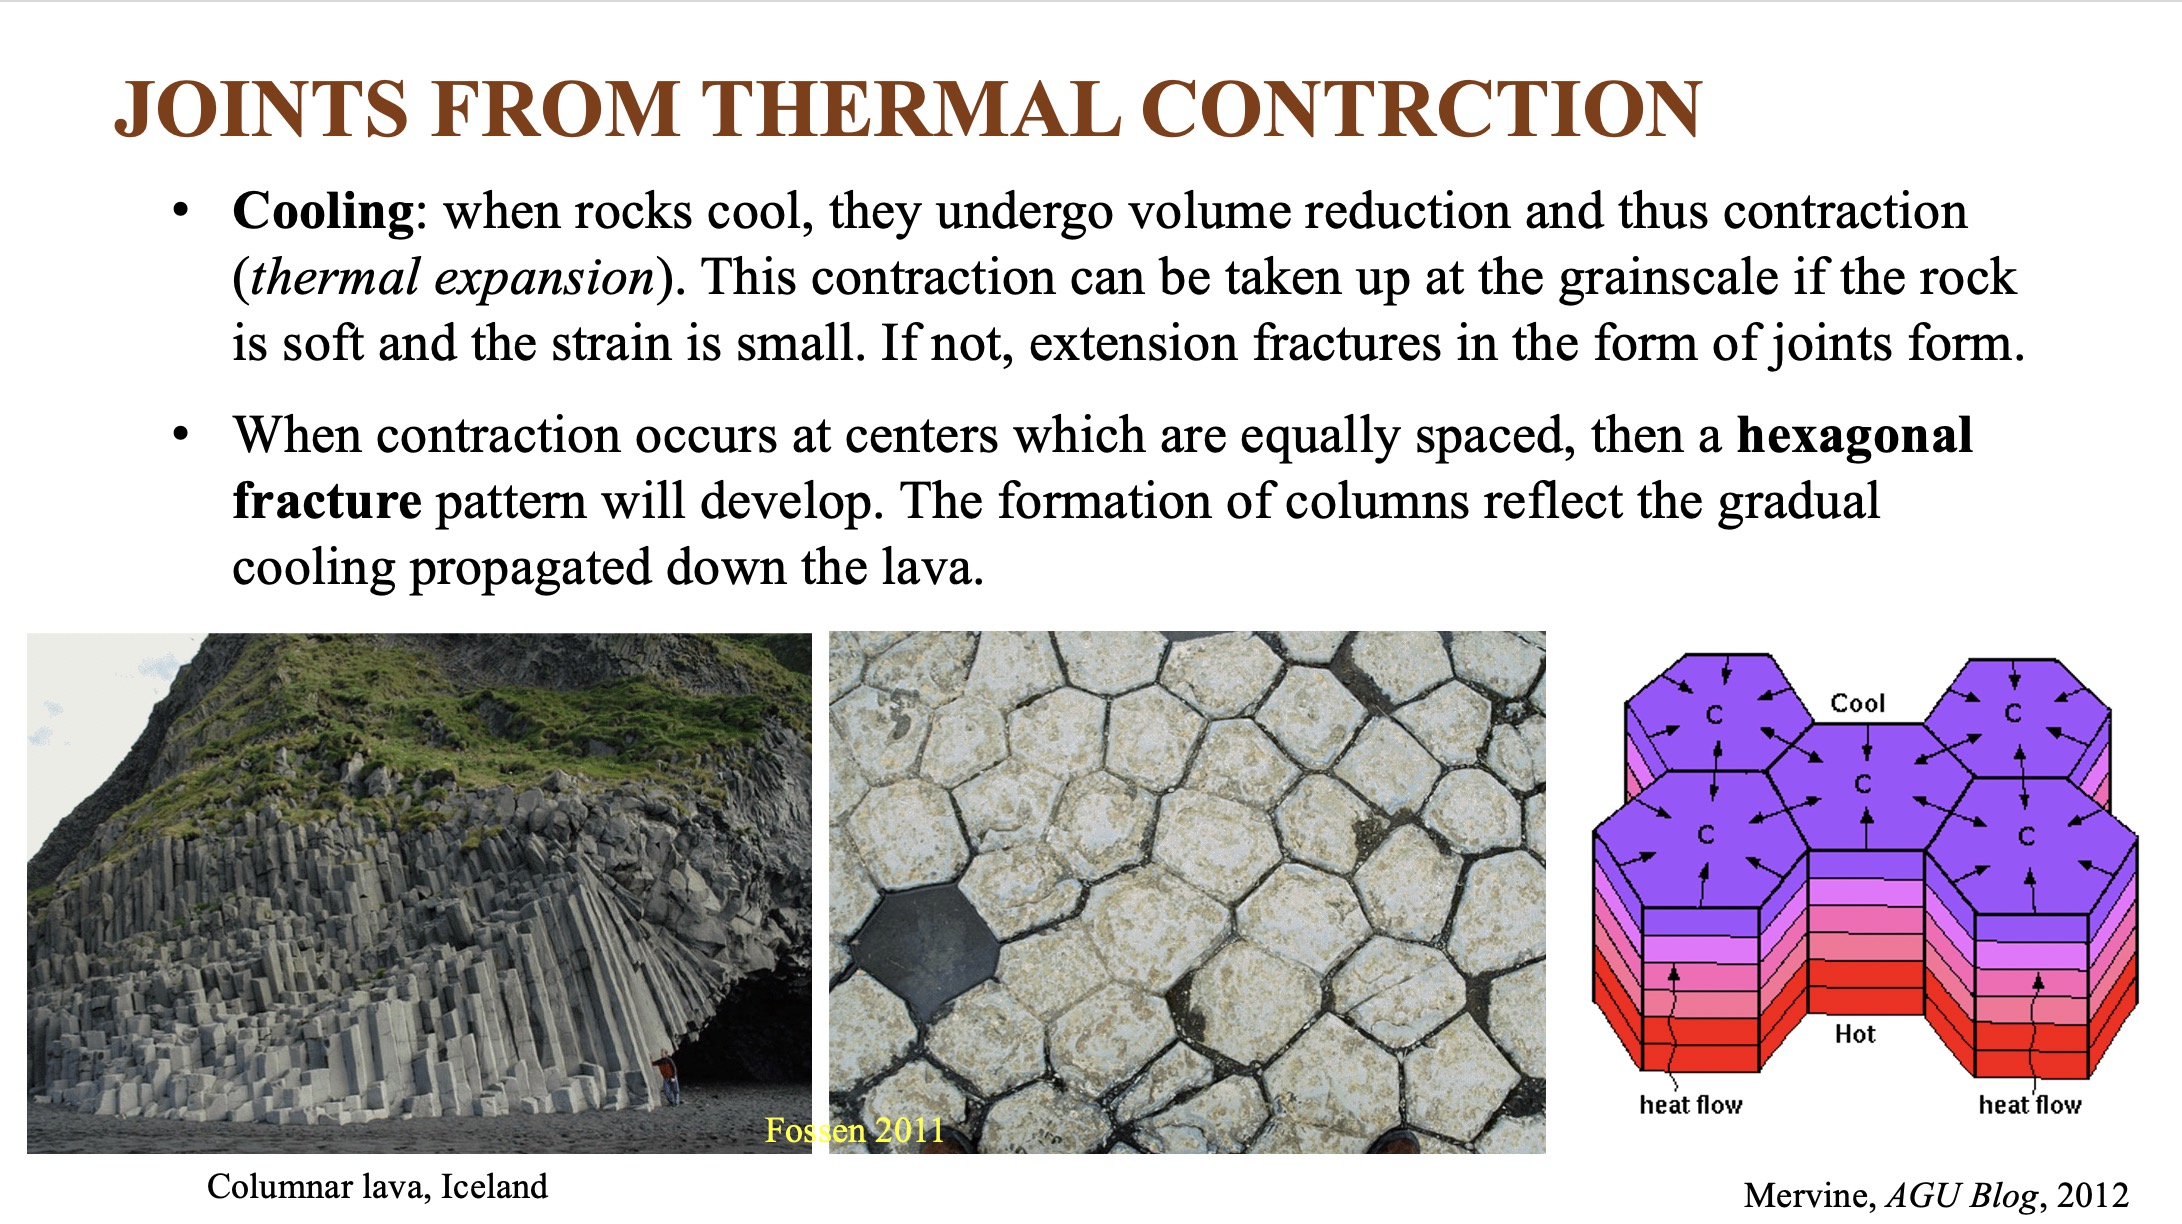 JOINTS FROM THERMAL CONTRCTION
• Cooling: when rocks cool, they undergo volume reduction and thus contraction
(thermal expansion). This contraction can be taken up at the grainscale if the rock
is soft and the strain is small. If not, extension fractures in the form of joints form.
• When contraction occurs at centers which are equally spaced, then a hexagonal
fracture pattern will develop. The formation of columns reflect the gradual
cooling propagated down the lava.
Cool
C
C
C
C
C
Hot
heat flow
heat flow
Fossen 2011
Columnar lava, Iceland
Mervine, AGU Blog, 2012